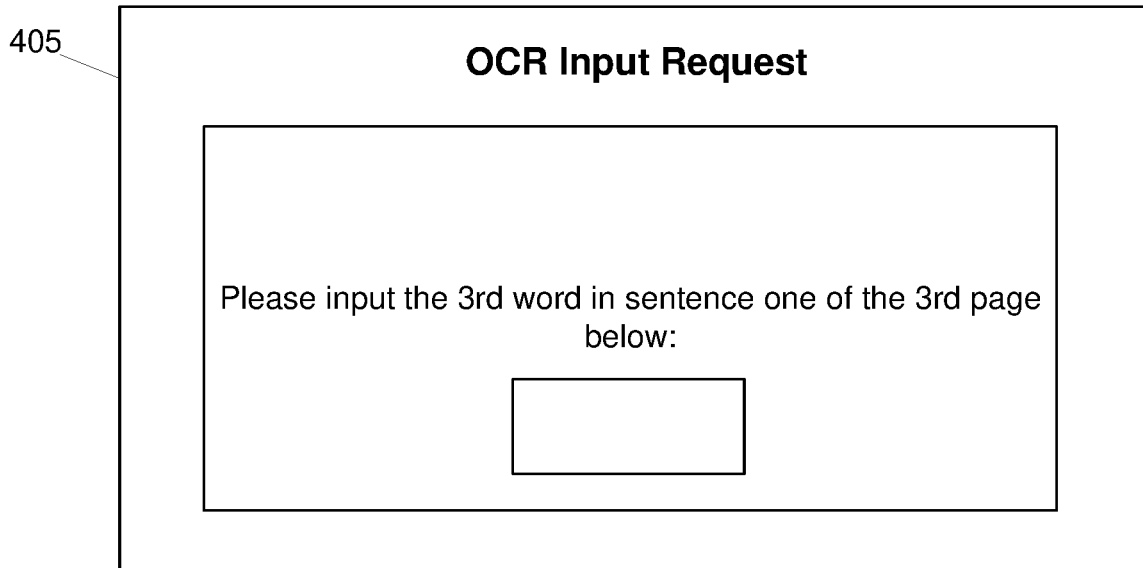 405
OCR Input Request
Please input the 3rd word in sentence one of the 3rd page
below: